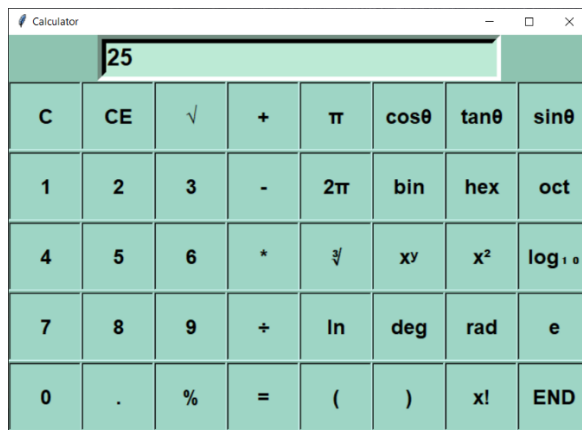 Calculator
25
C CE √ + π cosθ tanθ sinθ
1 2 3 - 2π bin hex oct
4 5 6 * ∛ xʸ x² log₁₀
7 8 9 ÷ ln deg rad e
0 . % = ( ) x! END